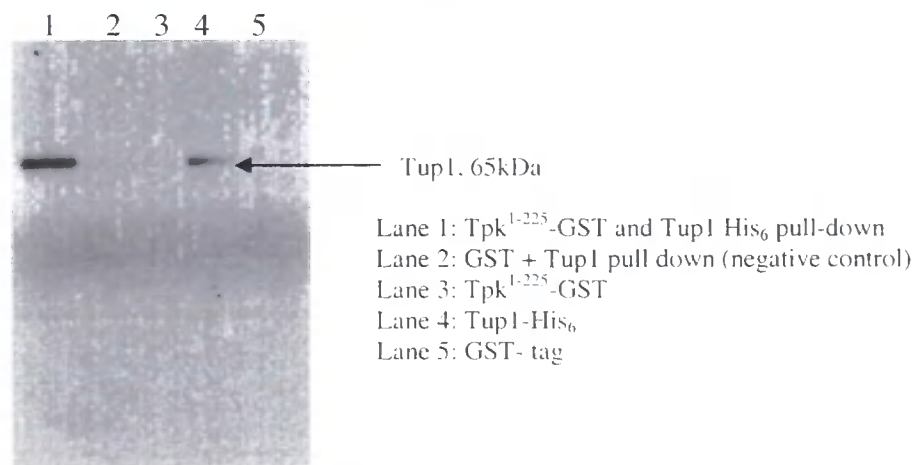 1 2 3 4 5
Tup1, 65kDa
Lane 1: Tpk¹⁻²²⁵-GST and Tup1 His₆ pull-down
Lane 2: GST + Tup1 pull down (negative control)
Lane 3: Tpk¹⁻²²⁵-GST
Lane 4: Tup1-His₆
Lane 5: GST- tag